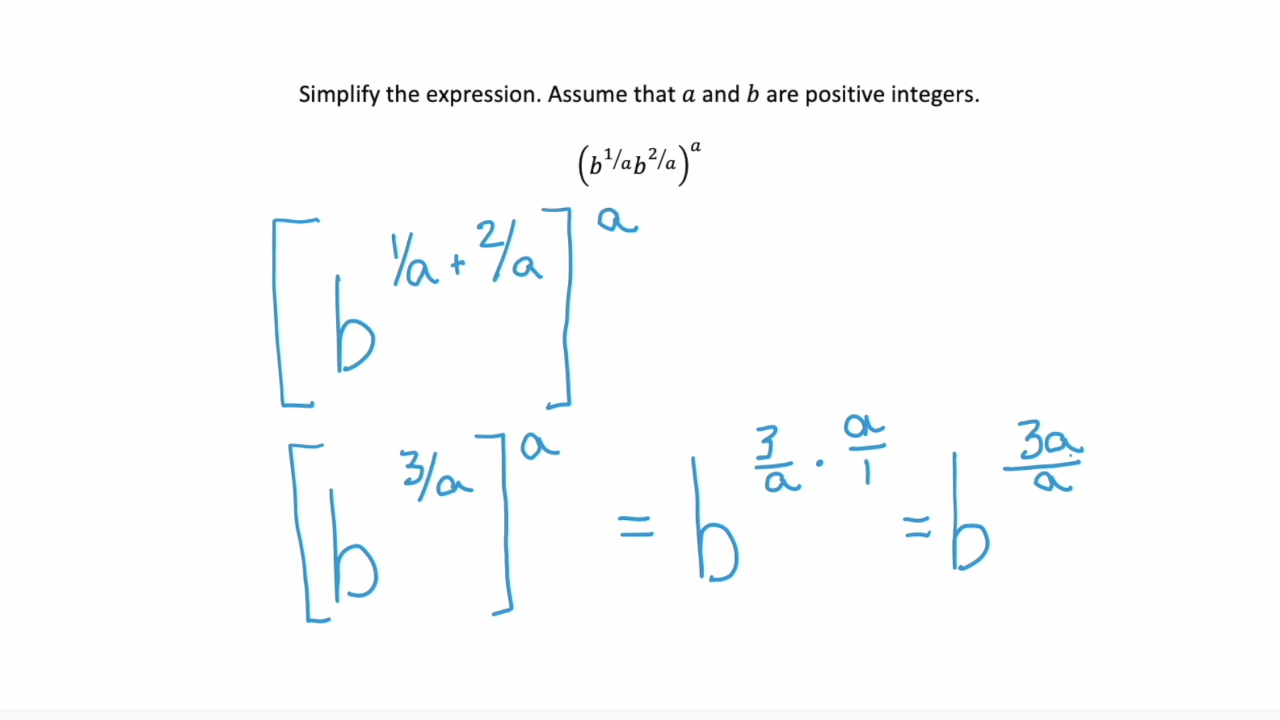 Simplify the expression. Assume that a and b are positive integers.
(b^1/a b^2/a)^a
[b^1/a + 2/a]^a
[b^3/a]^a = b^3/a · a/1 = b^3a/a